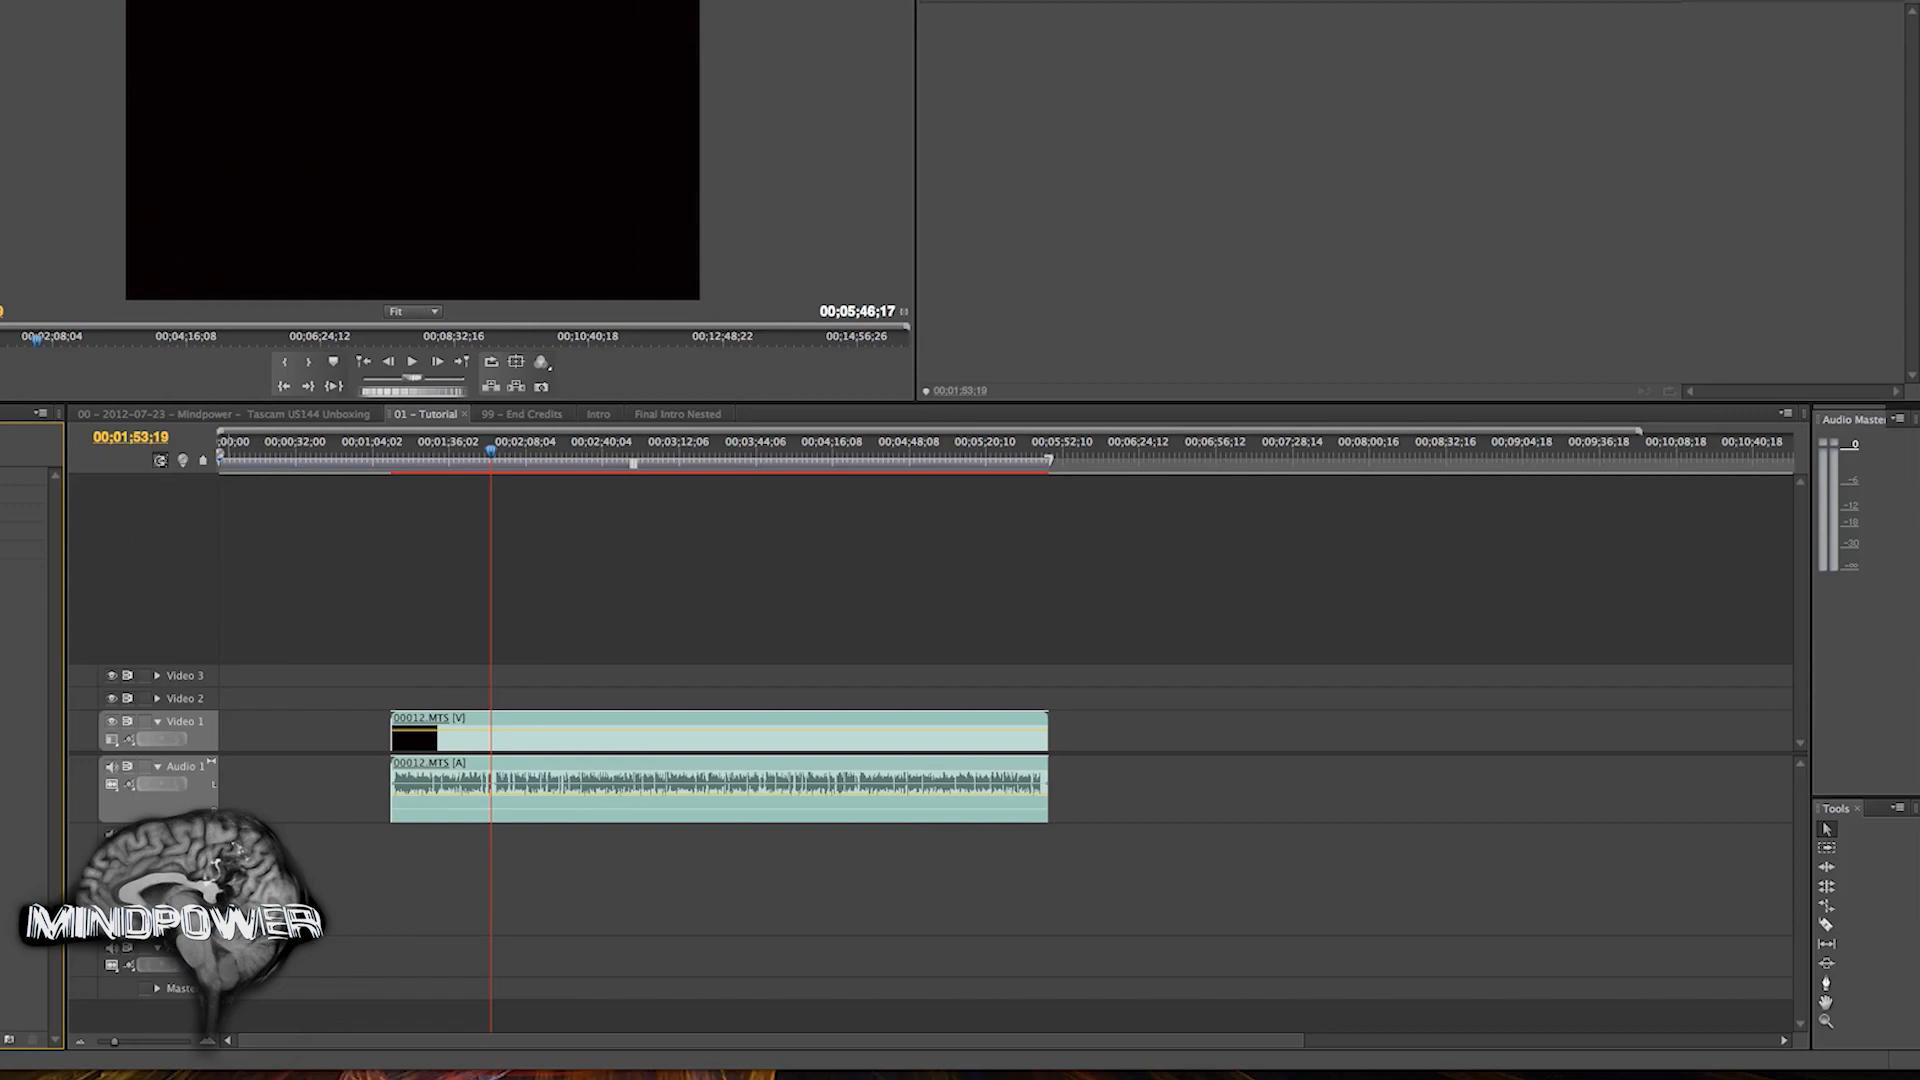 Fit
00;05;46;17
00;02;08;04 00;04;16;08 00;06;24;12 00;08;32;16 00;10;40;18 00;12;48;22 00;14;56;26
00;01;53;19
00 - 2012-07-23 - Mindpower - Tascam US144 Unboxing 01 - Tutorial 99 - End Credits Intro Final Intro Nested
Audio Master
00;01;53;19
;00;00 00;00;32;00 00;01;04;02 00;01;36;02 00;02;08;04 00;02;40;04 00;03;12;06 00;03;44;06 00;04;16;08 00;04;48;08 00;05;20;10 00;05;52;10 00;06;24;12 00;06;56;12 00;07;28;14 00;08;00;16 00;08;32;16 00;09;04;18 00;09;36;18 00;10;08;18 00;10;40;18
0
-6
-12
-18
-30
-∞
Video 3
Video 2
Video 1
00012.MTS [V]
Audio 1
00012.MTS [A]
L
Tools
MINDPOWER
Maste